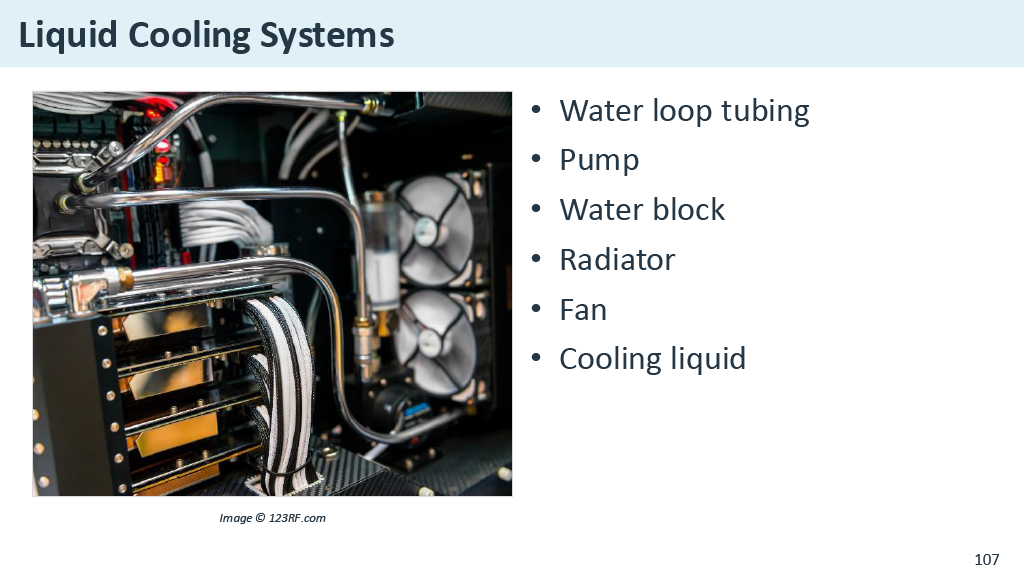 Liquid Cooling Systems
• Water loop tubing
• Pump
• Water block
• Radiator
• Fan
• Cooling liquid
Image © 123RF.com
107